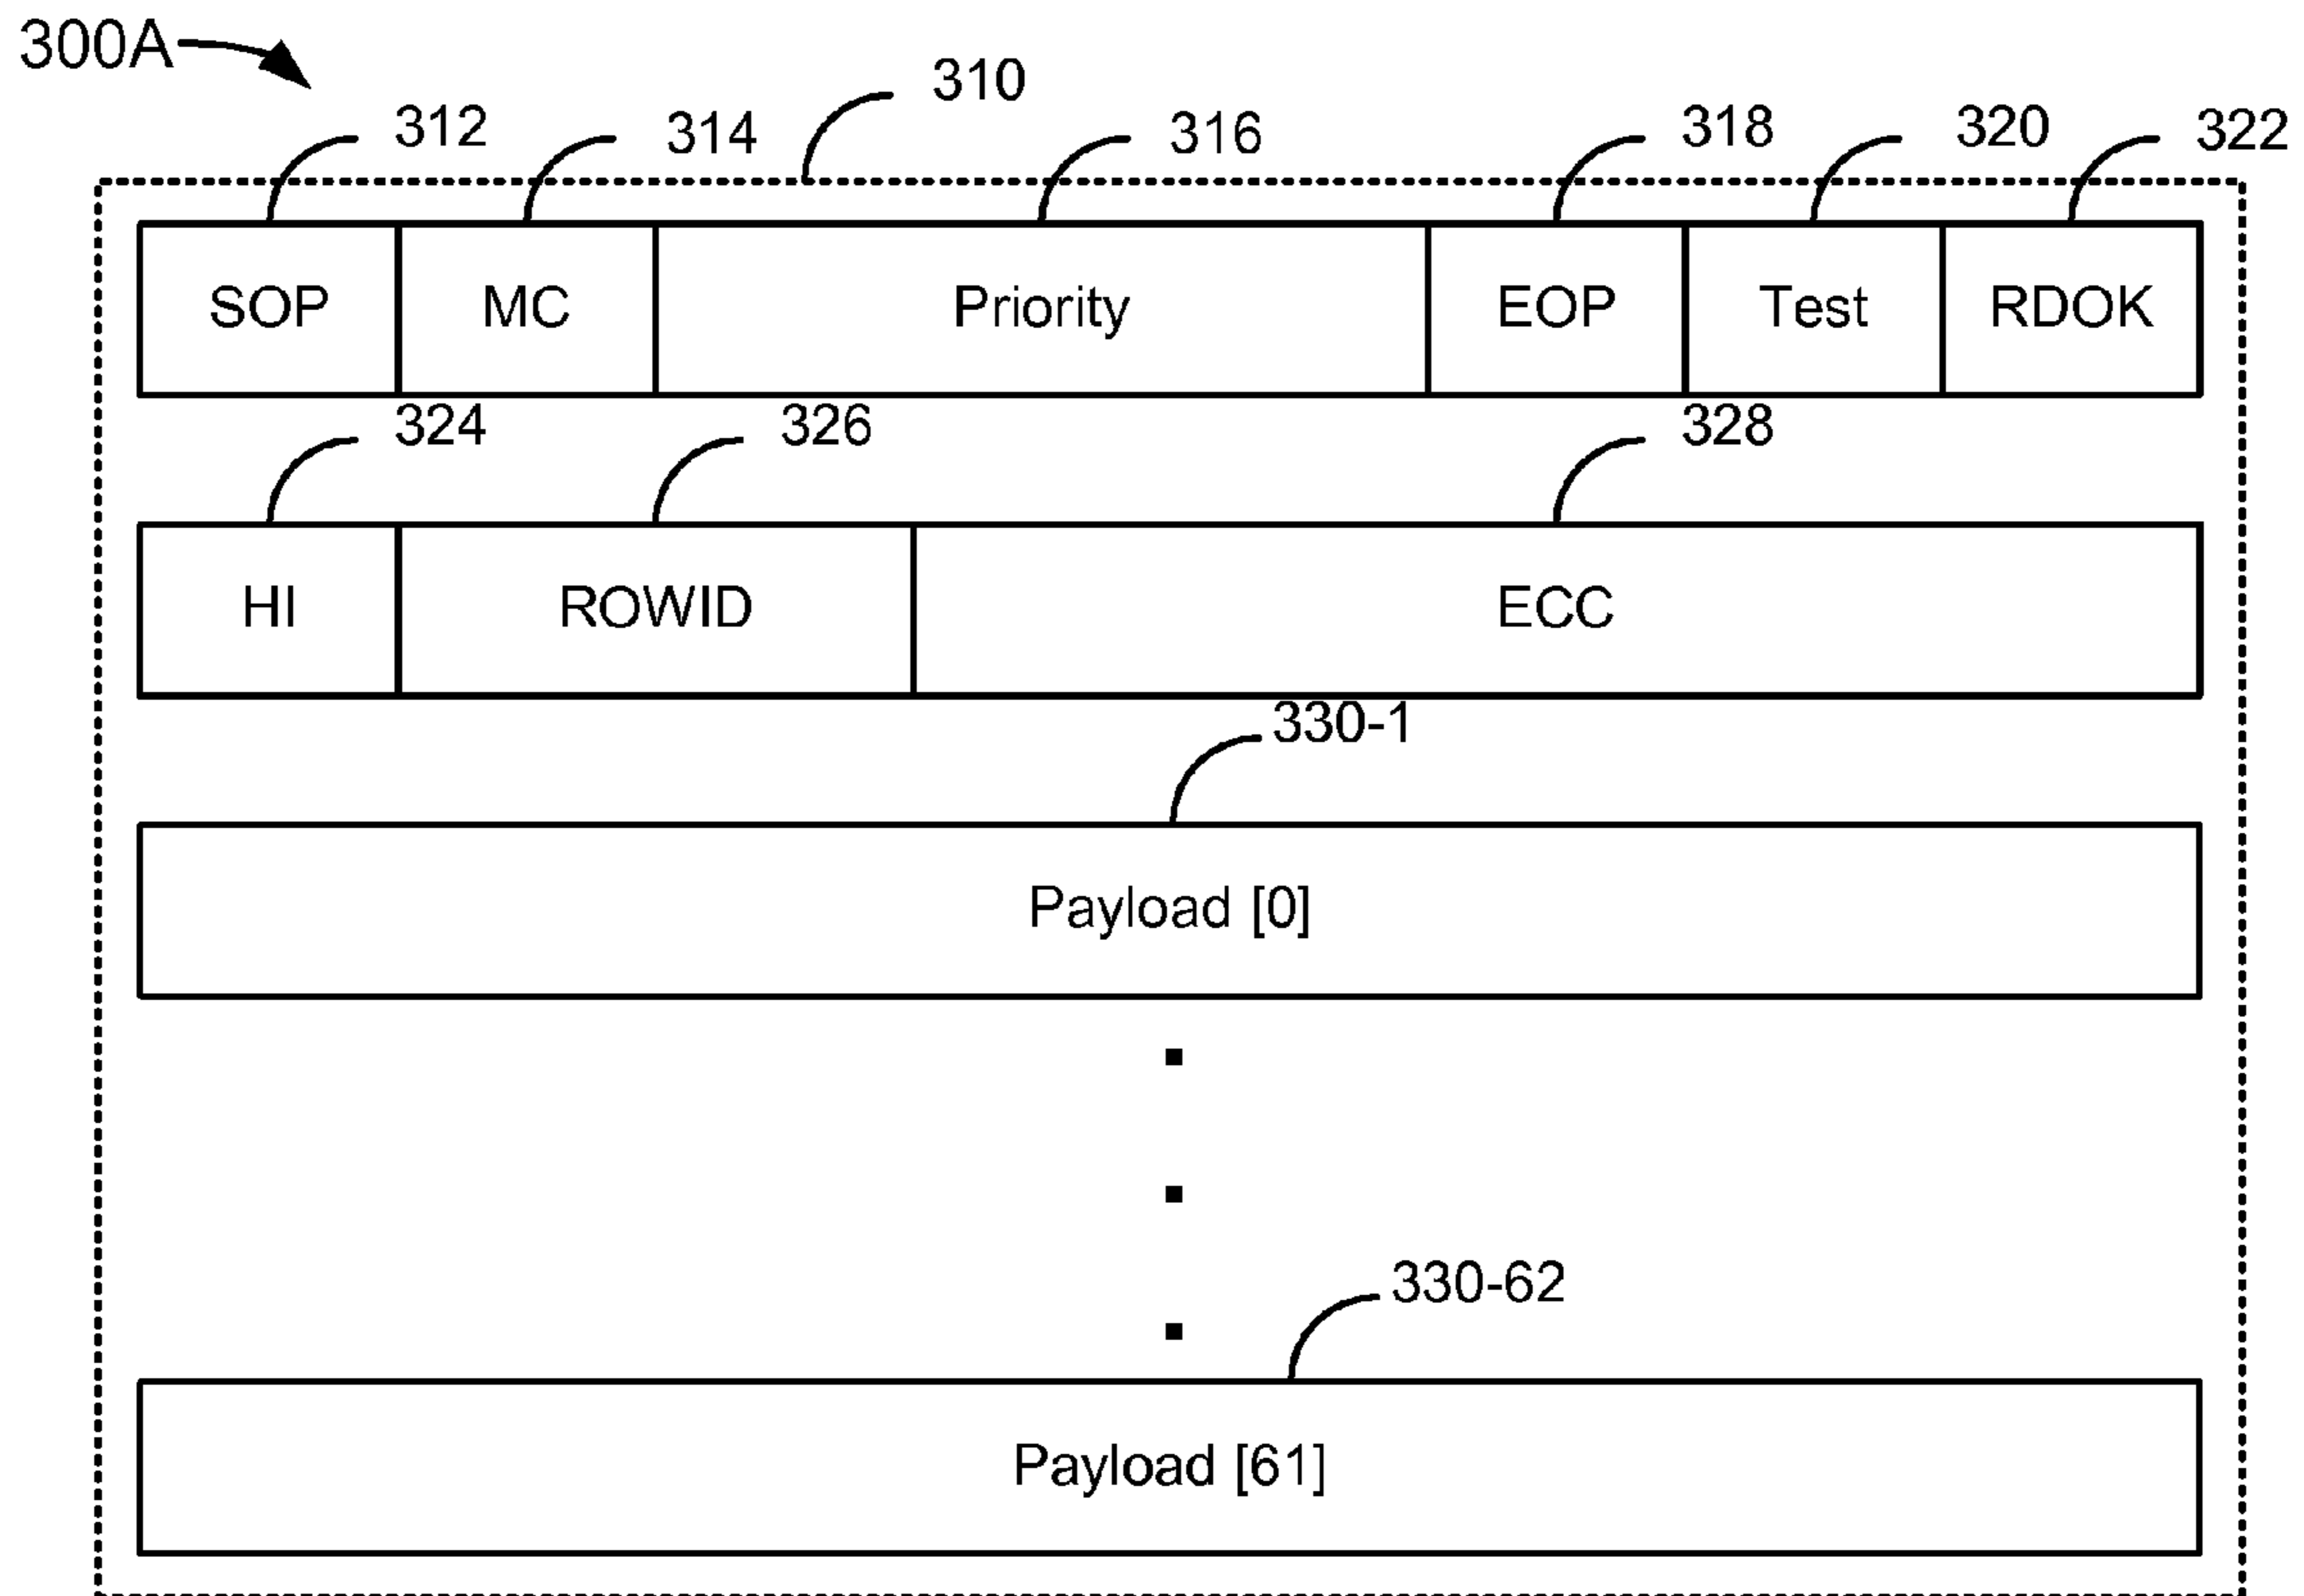 300A
310
312 314 316 318 320 322
SOP MC Priority EOP Test RDOK
324 326 328
HI ROWID ECC
330-1
Payload [0]
330-62
Payload [61]